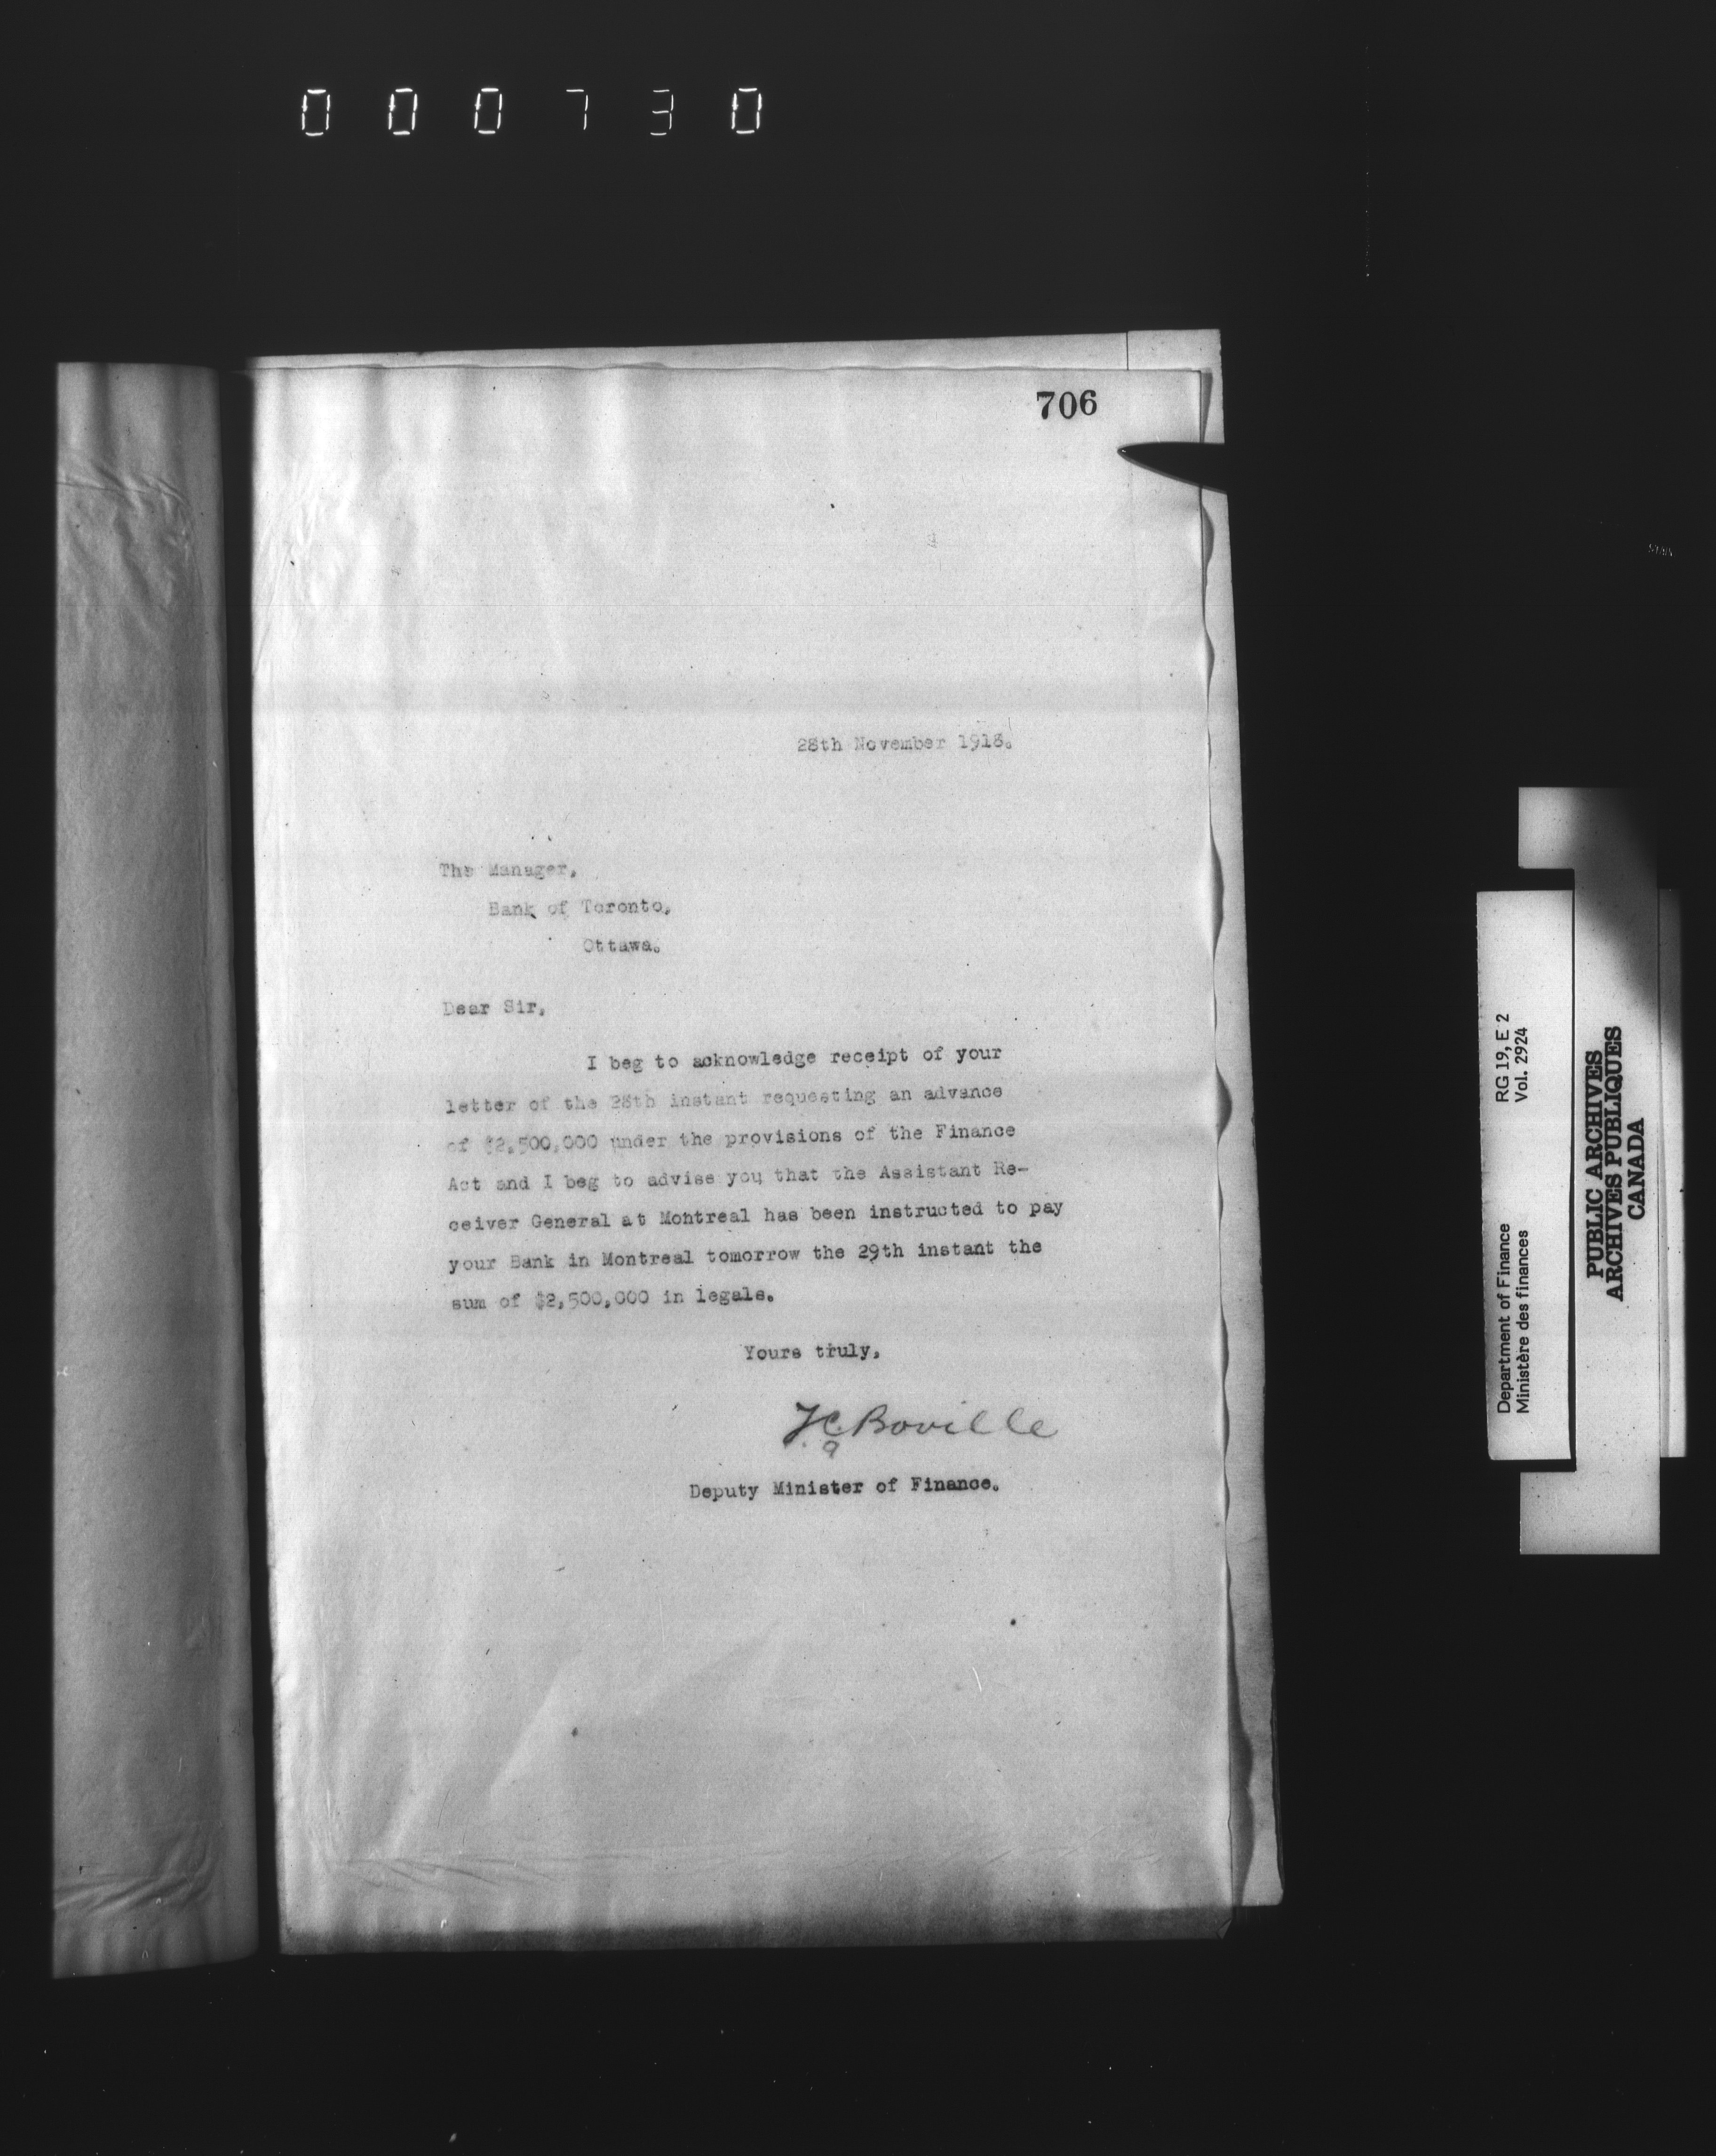 000730
706
28th November 1918.
The Manager,
Bank of Toronto,
Ottawa.
Dear Sir,
I beg to acknowledge receipt of your
letter of the 28th instant requesting an advance
of $2,500,000 under the provisions of the Finance
Act and I beg to advise you that the Assistant Re-
ceiver General at Montreal has been instructed to pay
your Bank in Montreal tomorrow the 29th instant the
sum of $2,500,000 in legals.
Yours truly,
Boville
Deputy Minister of Finance.
Department of Finance RG 19, E 2
Ministère des finances Vol. 2924
PUBLIC ARCHIVES
ARCHIVES PUBLIQUES
CANADA